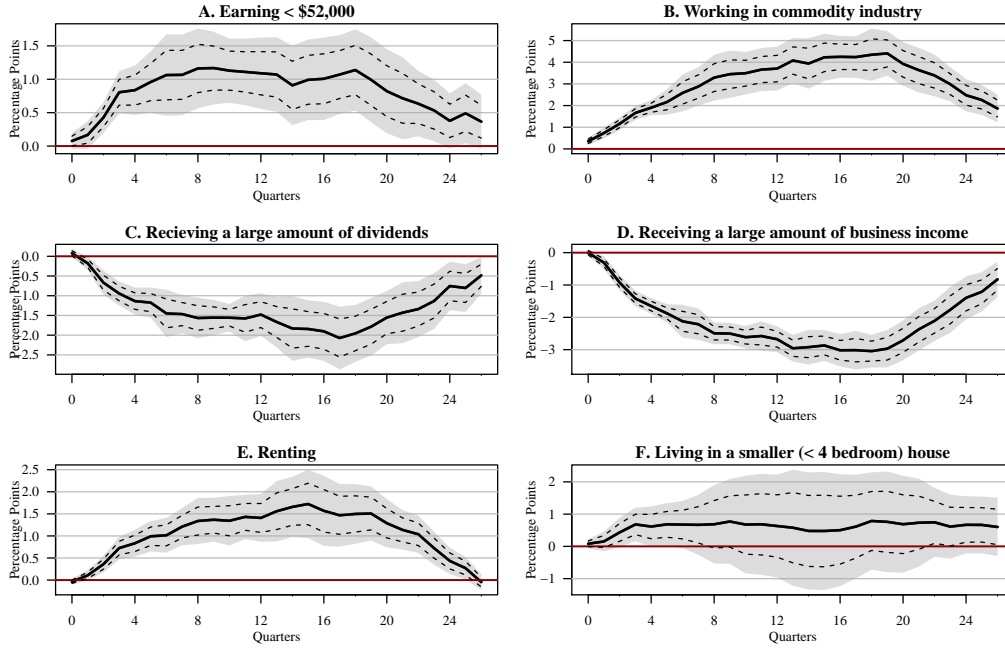 A. Earning < $52,000
Percentage Points
1.5
1.0
0.5
0.0
0 4 8 12 16 20 24
Quarters
B. Working in commodity industry
Percentage Points
5
4
3
2
1
0
0 4 8 12 16 20 24
Quarters
C. Recieving a large amount of dividends
Percentage Points
0.0
0.5
1.0
1.5
2.0
2.5
0 4 8 12 16 20 24
Quarters
D. Receiving a large amount of business income
Percentage Points
0
−1
−2
−3
0 4 8 12 16 20 24
Quarters
E. Renting
Percentage Points
2.5
2.0
1.5
1.0
0.5
0.0
0 4 8 12 16 20 24
Quarters
F. Living in a smaller (< 4 bedroom) house
Percentage Points
2
1
0
−1
0 4 8 12 16 20 24
Quarters